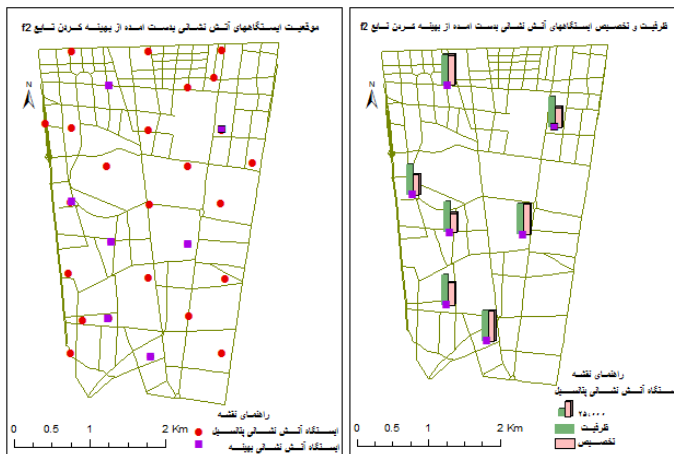 موقعیت ایستگاههای آتش نشانی بدست آمده از بهینه کردن تابع f2
N
راهنمای نقشه
ایستگاه آتش نشانی پتانسیل
ایستگاه آتش نشانی بهینه
0 0.5 1 2 Km
ظرفیت و تخصیص ایستگاههای آتش نشانی بدست آمده از بهینه کردن تابع f2
N
راهنمای نقشه
ستگاه آتش نشانی پتانسیل
۲۵،۰۰۰
ظرفیت
تخصیص
0 0.5 1 2 Km